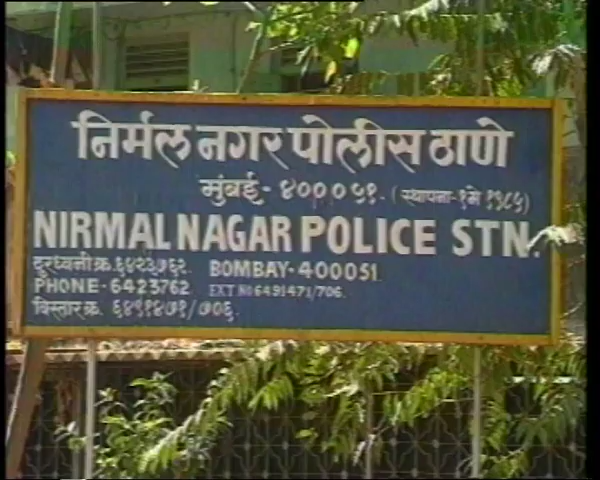 निर्मल नगर पोलीस ठाणे
मुंबई - ४०००५१. (स्थापना-१मे १९८५)
NIRMAL NAGAR POLICE STN.
दुरध्वनी क्र. ६४२३७६२. BOMBAY-400051.
PHONE-6423762 EXT. NO 6491471/706.
विस्तार क्र. ६४९१४७१/७०६.